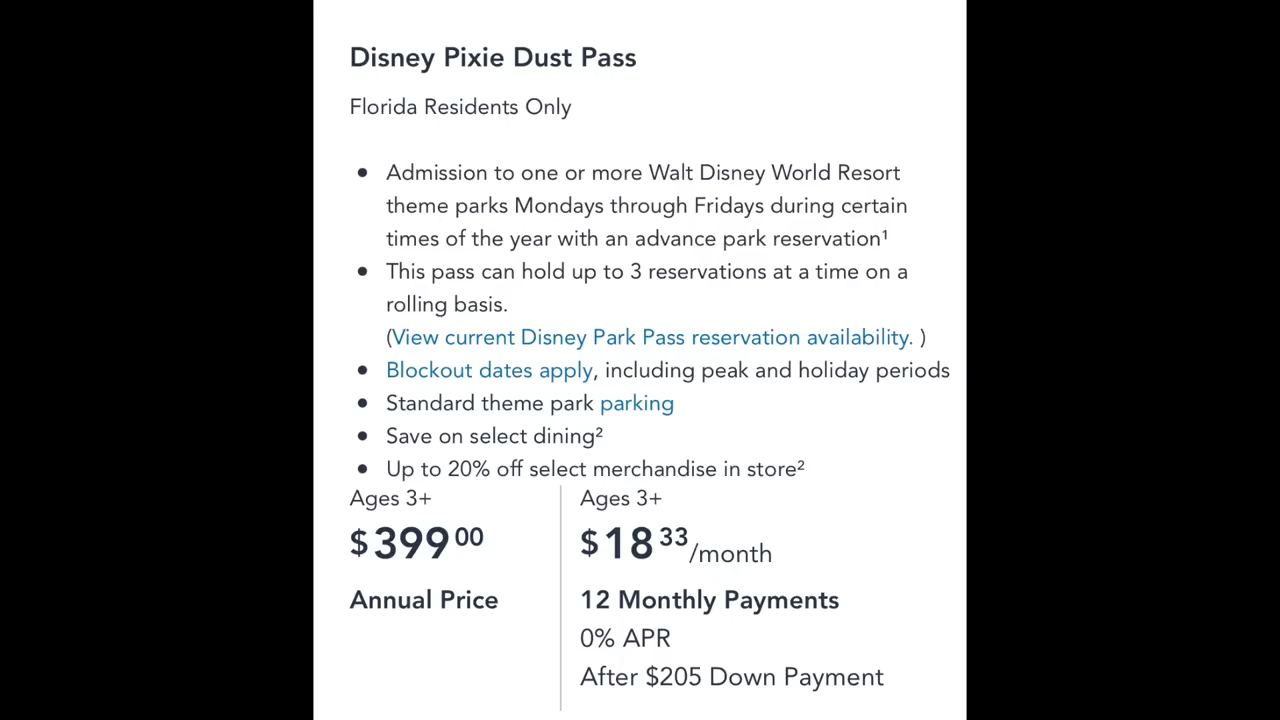 Disney Pixie Dust Pass
Florida Residents Only
• Admission to one or more Walt Disney World Resort
theme parks Mondays through Fridays during certain
times of the year with an advance park reservation¹
• This pass can hold up to 3 reservations at a time on a
rolling basis.
(View current Disney Park Pass reservation availability. )
• Blockout dates apply, including peak and holiday periods
• Standard theme park parking
• Save on select dining²
• Up to 20% off select merchandise in store²
Ages 3+
$399 00
Annual Price
Ages 3+
$18 33/month
12 Monthly Payments
0% APR
After $205 Down Payment